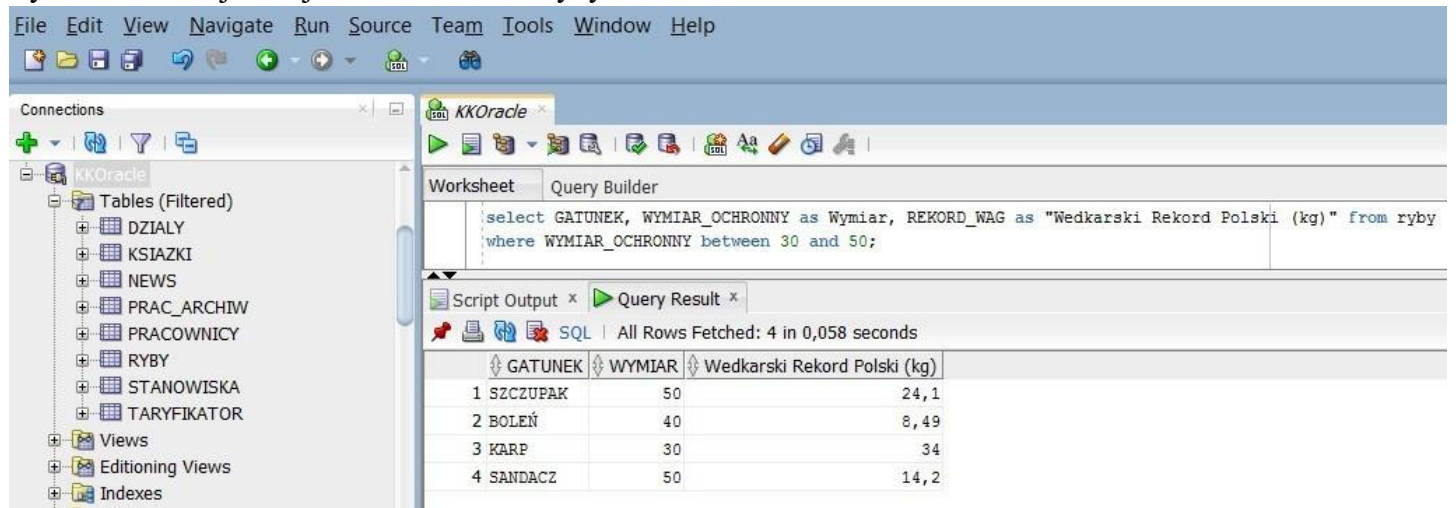 File Edit View Navigate Run Source Team Tools Window Help
Connections
KKOracle
KKOracle
Tables (Filtered)
DZIALY
KSIAZKI
NEWS
PRAC_ARCHIW
PRACOWNICY
RYBY
STANOWISKA
TARYFIKATOR
Views
Editioning Views
Indexes
Worksheet Query Builder
select GATUNEK, WYMIAR_OCHRONNY as Wymiar, REKORD_WAG as "Wedkarski Rekord Polski (kg)" from ryby
where WYMIAR_OCHRONNY between 30 and 50;
Script Output Query Result
SQL All Rows Fetched: 4 in 0,058 seconds
GATUNEK WYMIAR Wedkarski Rekord Polski (kg)
1 SZCZUPAK 50 24,1
2 BOLEŃ 40 8,49
3 KARP 30 34
4 SANDACZ 50 14,2